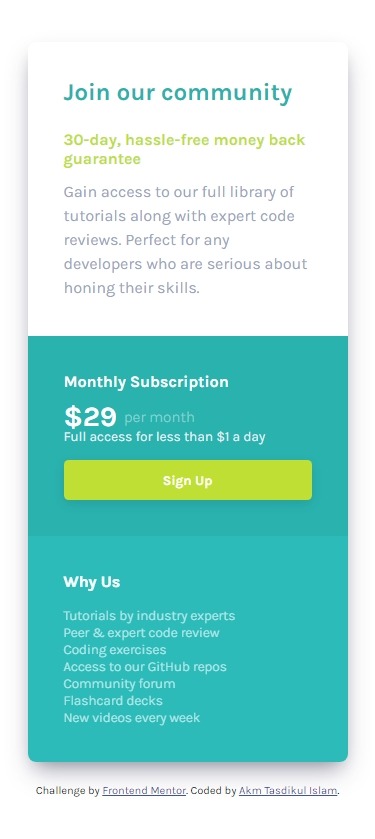 Join our community
30-day, hassle-free money back
guarantee
Gain access to our full library of
tutorials along with expert code
reviews. Perfect for any
developers who are serious about
honing their skills.
Monthly Subscription
$29 per month
Full access for less than $1 a day
Sign Up
Why Us
Tutorials by industry experts
Peer & expert code review
Coding exercises
Access to our GitHub repos
Community forum
Flashcard decks
New videos every week
Challenge by Frontend Mentor. Coded by Akm Tasdikul Islam.